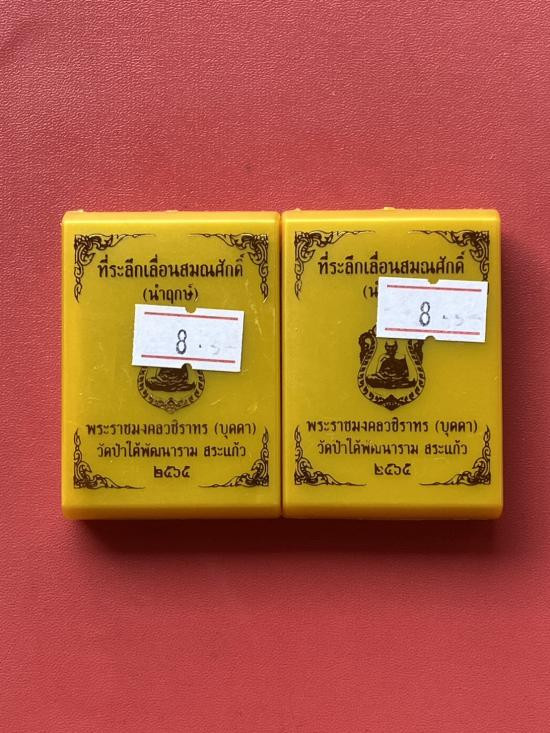 ที่ระลึกเลื่อนสมณศักดิ์
(นำฤกษ์)
8
พระราชมงคลวชิราทร (บุดดา)
วัดป่าใต้พัฒนาราม สระแก้ว
๒๕๖๕
ที่ระลึกเลื่อนสมณศักดิ์
8
พระราชมงคลวชิราทร (บุดดา)
วัดป่าใต้พัฒนาราม สระแก้ว
๒๕๖๕